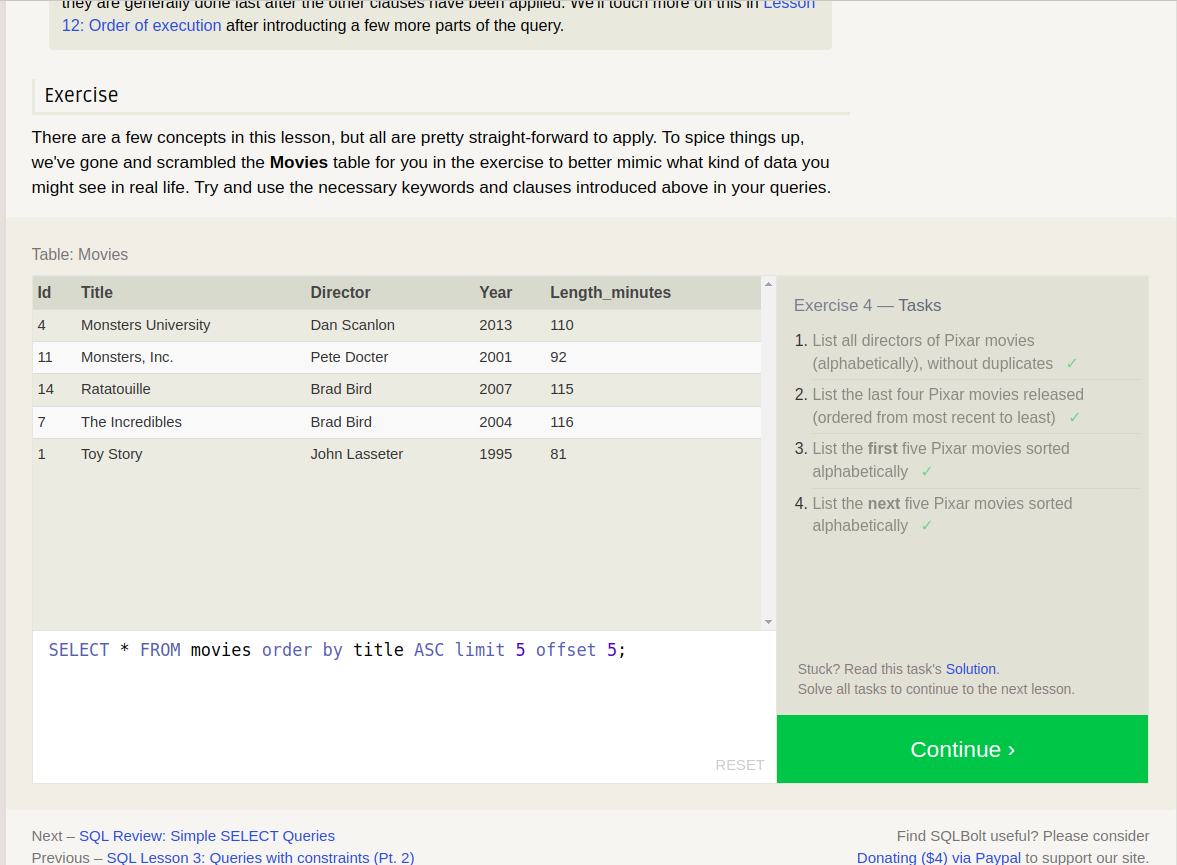 they are generally done last after the other clauses have been applied. We'll touch more on this in Lesson
12: Order of execution after introducting a few more parts of the query.
Exercise
There are a few concepts in this lesson, but all are pretty straight-forward to apply. To spice things up,
we've gone and scrambled the Movies table for you in the exercise to better mimic what kind of data you
might see in real life. Try and use the necessary keywords and clauses introduced above in your queries.
Table: Movies
Id Title Director Year Length_minutes
4 Monsters University Dan Scanlon 2013 110
11 Monsters, Inc. Pete Docter 2001 92
14 Ratatouille Brad Bird 2007 115
7 The Incredibles Brad Bird 2004 116
1 Toy Story John Lasseter 1995 81
SELECT * FROM movies order by title ASC limit 5 offset 5;
RESET
Exercise 4 — Tasks
1. List all directors of Pixar movies
(alphabetically), without duplicates ✓
2. List the last four Pixar movies released
(ordered from most recent to least) ✓
3. List the first five Pixar movies sorted
alphabetically ✓
4. List the next five Pixar movies sorted
alphabetically ✓
Stuck? Read this task's Solution.
Solve all tasks to continue to the next lesson.
Continue ›
Next – SQL Review: Simple SELECT Queries
Previous – SQL Lesson 3: Queries with constraints (Pt. 2)
Find SQLBolt useful? Please consider
Donating ($4) via Paypal to support our site.